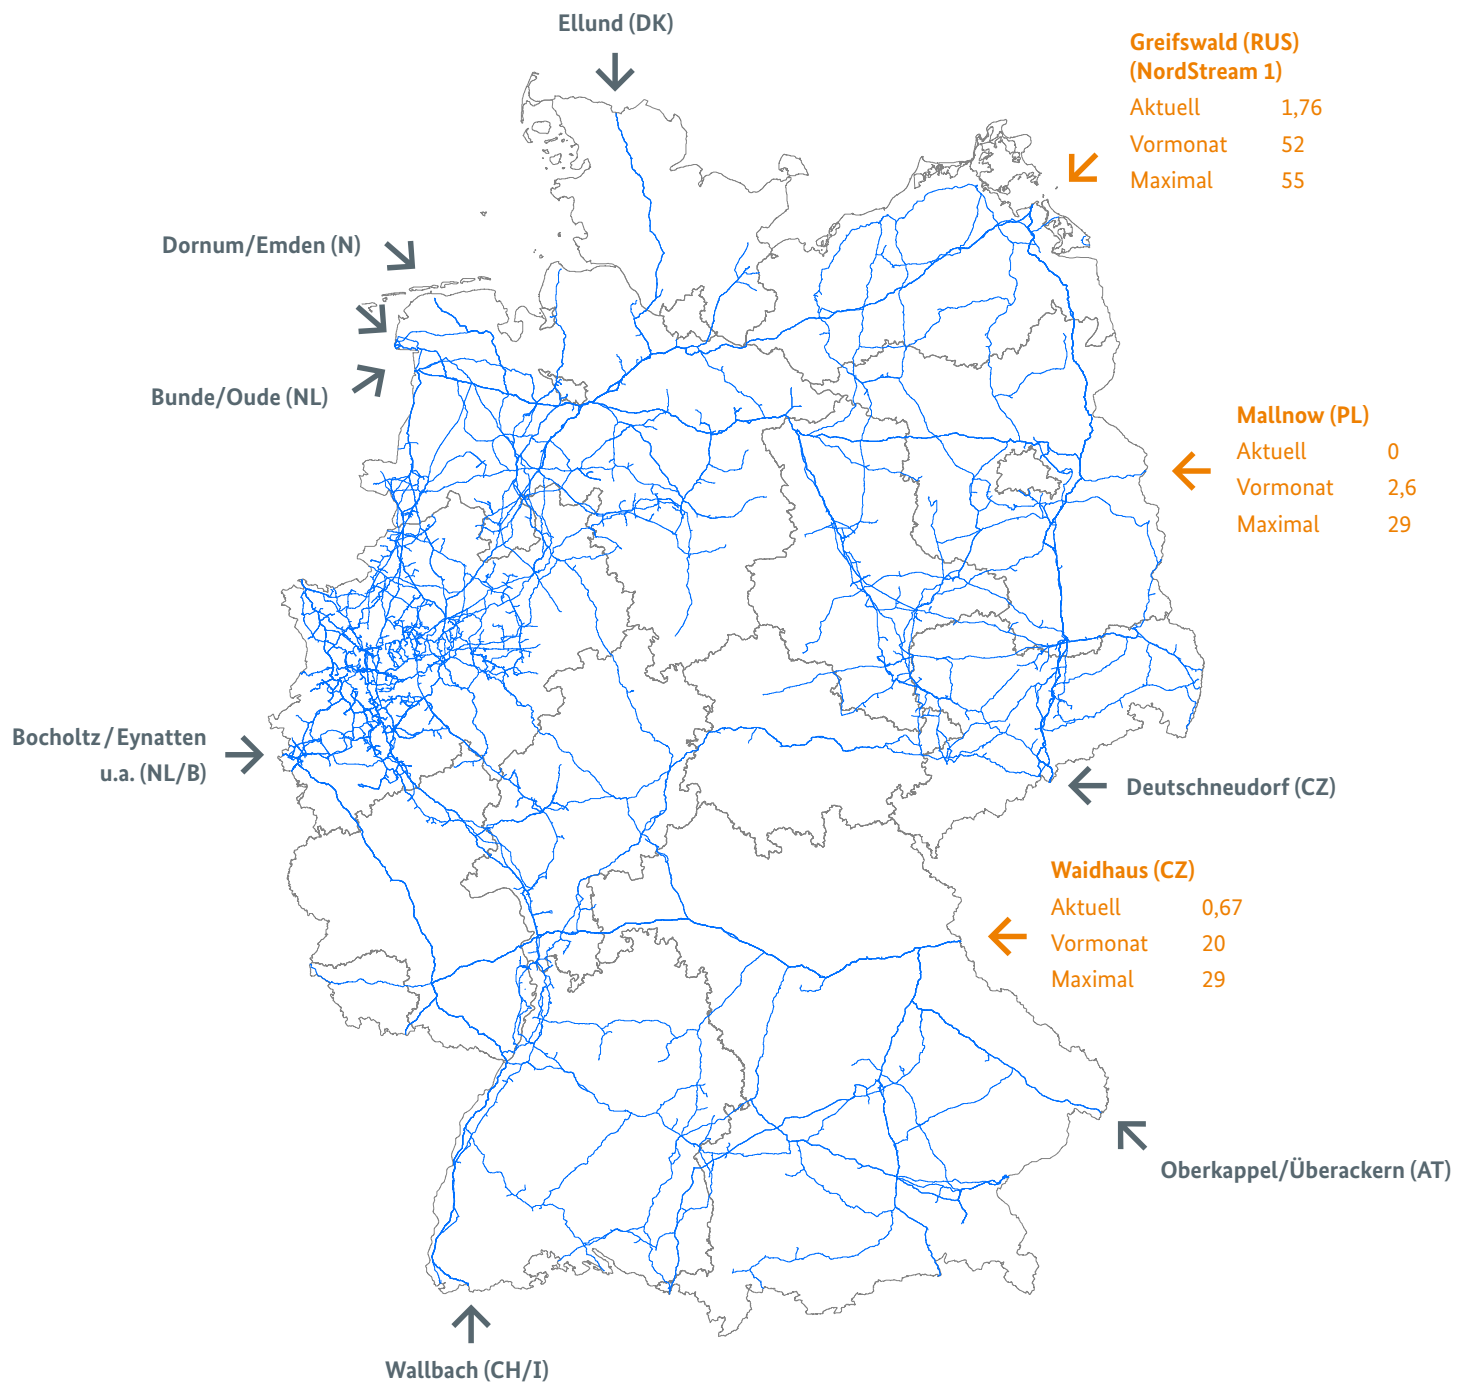 Ellund (DK)
Greifswald (RUS)
(NordStream 1)
Aktuell 1,76
Vormonat 52
Maximal 55
Dornum/Emden (N)
Bunde/Oude (NL)
Mallnow (PL)
Aktuell 0
Vormonat 2,6
Maximal 29
Bocholtz / Eynatten
u.a. (NL/B)
Deutschneudorf (CZ)
Waidhaus (CZ)
Aktuell 0,67
Vormonat 20
Maximal 29
Oberkappel/Überackern (AT)
Wallbach (CH/I)